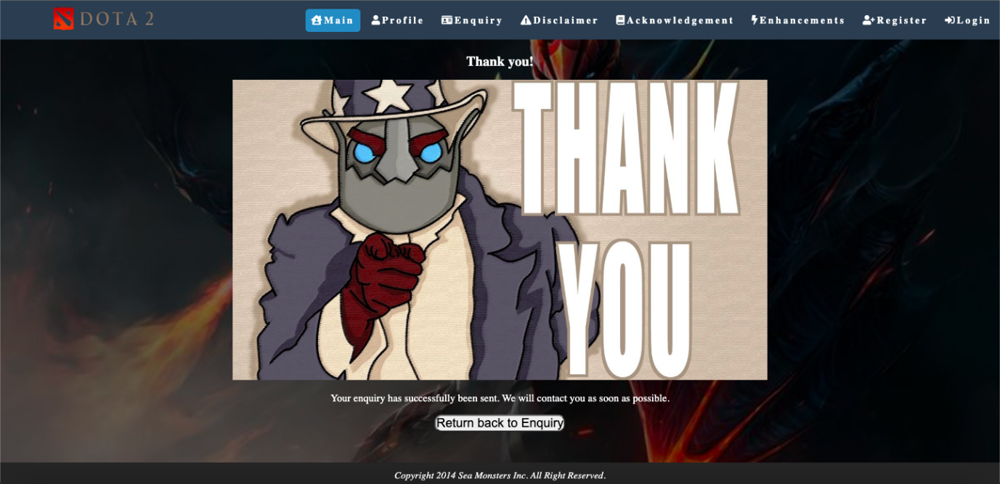 DOTA 2
Main Profile Enquiry Disclaimer Acknowledgement Enhancements Register Login
Thank you!
THANK
YOU
Your enquiry has successfully been sent. We will contact you as soon as possible.
Return back to Enquiry
Copyright 2014 Sea Monsters Inc. All Right Reserved.